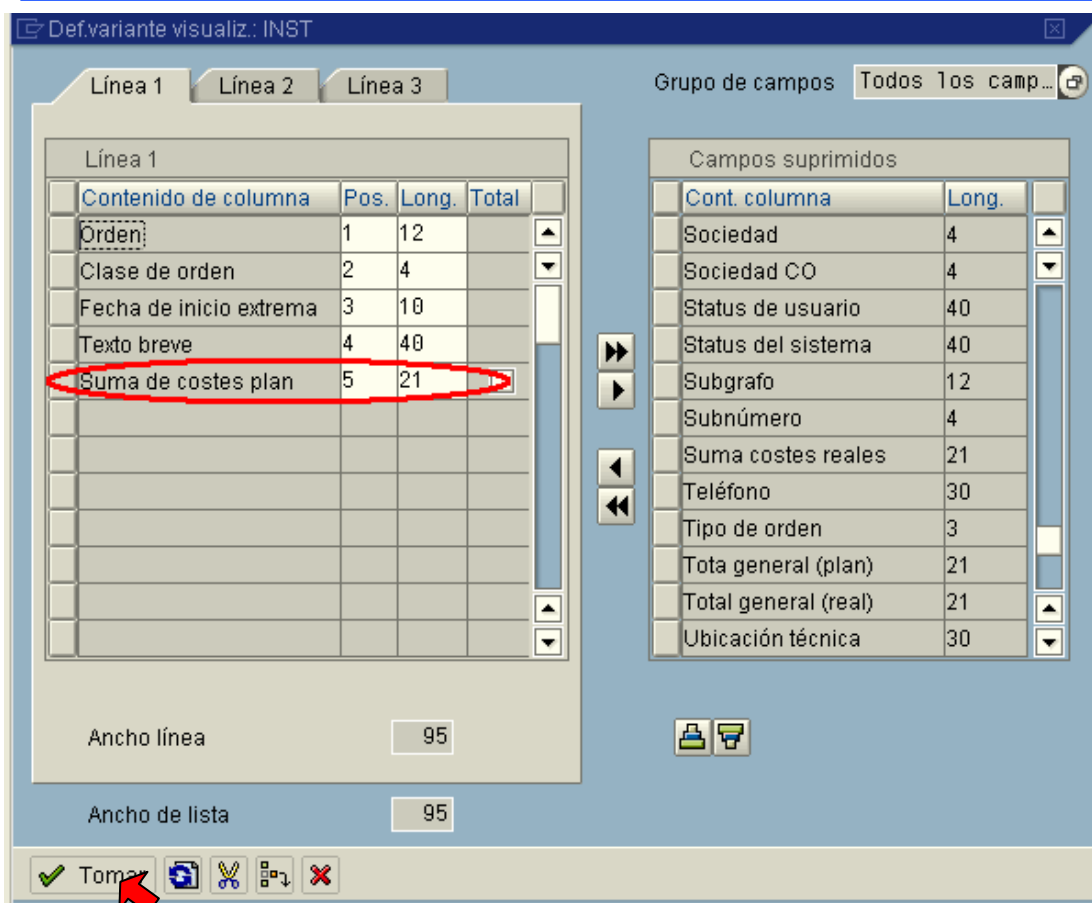 Def.variante visualiz.: INST
Línea 1 Línea 2 Línea 3
Grupo de campos Todos los camp…
Línea 1
Contenido de columna Pos. Long. Total
Orden 1 12
Clase de orden 2 4
Fecha de inicio extrema 3 10
Texto breve 4 40
Suma de costes plan 5 21
Campos suprimidos
Cont. columna Long.
Sociedad 4
Sociedad CO 4
Status de usuario 40
Status del sistema 40
Subgrafo 12
Subnúmero 4
Suma costes reales 21
Teléfono 30
Tipo de orden 3
Tota general (plan) 21
Total general (real) 21
Ubicación técnica 30
Ancho línea 95
Ancho de lista 95
Tomar